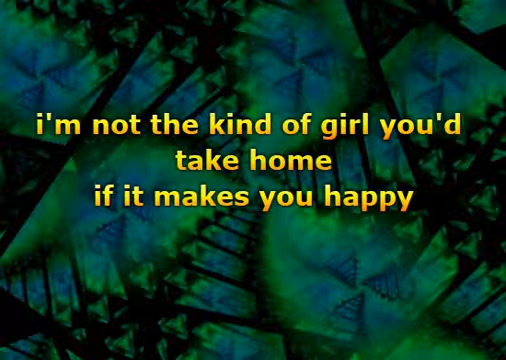 i'm not the kind of girl you'd
take home
if it makes you happy